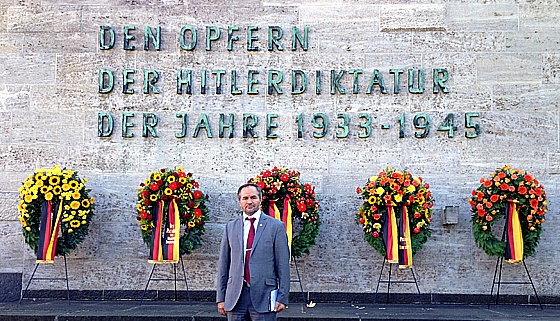 DEN OPFERN
DER HITLERDIKTATUR
DER JAHRE 1933-1945